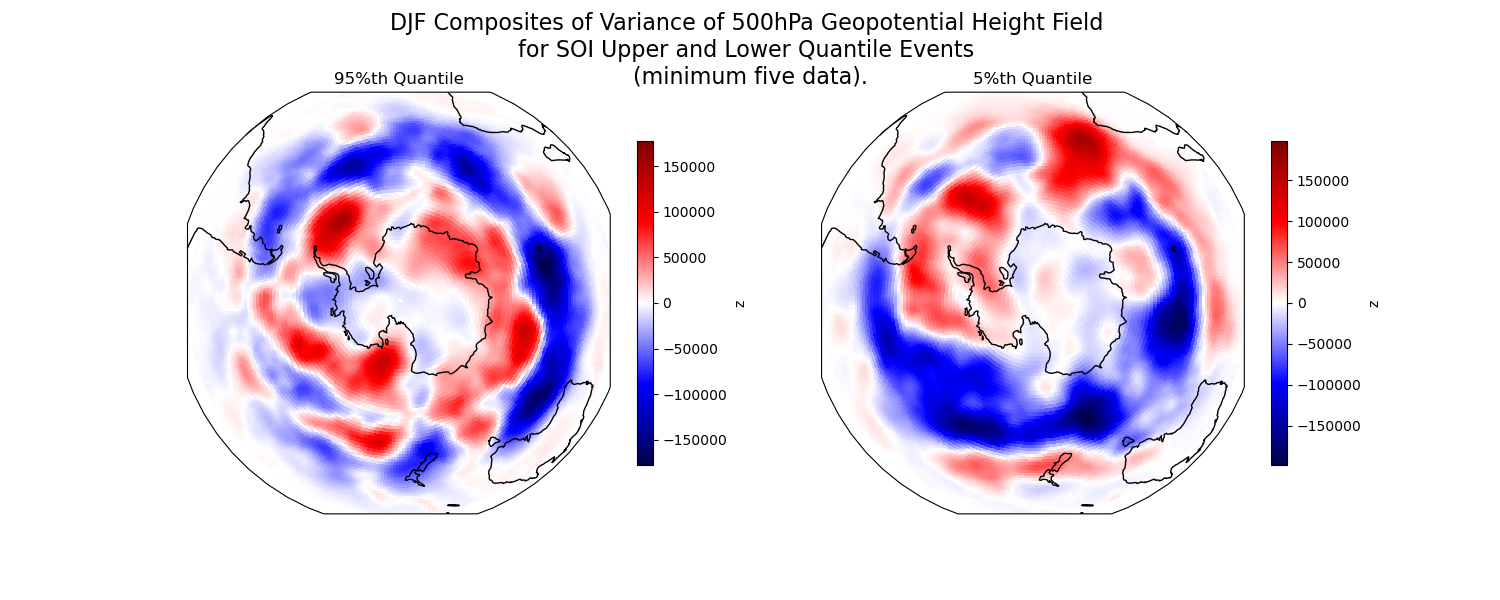 DJF Composites of Variance of 500hPa Geopotential Height Field
for SOI Upper and Lower Quantile Events
(minimum five data).
95%th Quantile
150000
100000
50000
0
−50000
−100000
−150000
z
5%th Quantile
150000
100000
50000
0
−50000
−100000
−150000
z